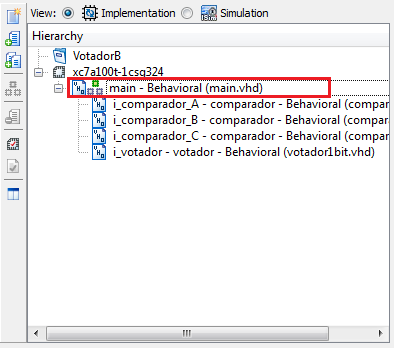 View: Implementation Simulation
Hierarchy
VotadorB
xc7a100t-1csg324
main - Behavioral (main.vhd)
i_comparador_A - comparador - Behavioral (compar
i_comparador_B - comparador - Behavioral (compar
i_comparador_C - comparador - Behavioral (compar
i_votador - votador - Behavioral (votador1bit.vhd)